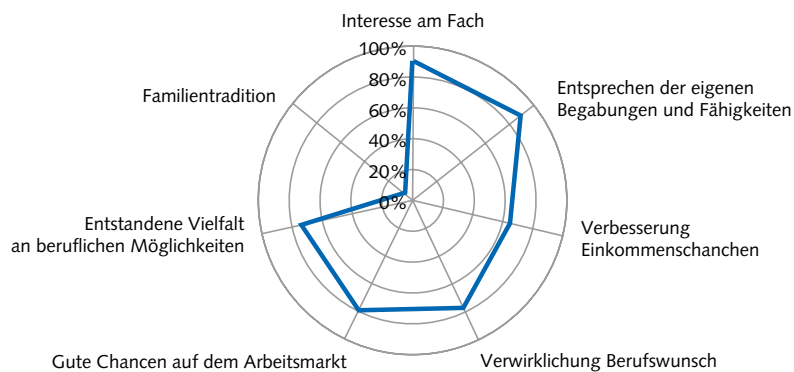 Interesse am Fach
100%
80%
60%
40%
20%
0%
Entsprechen der eigenen
Begabungen und Fähigkeiten
Familientradition
Entstandene Vielfalt
an beruflichen Möglichkeiten
Verbesserung
Einkommenschanchen
Gute Chancen auf dem Arbeitsmarkt
Verwirklichung Berufswunsch